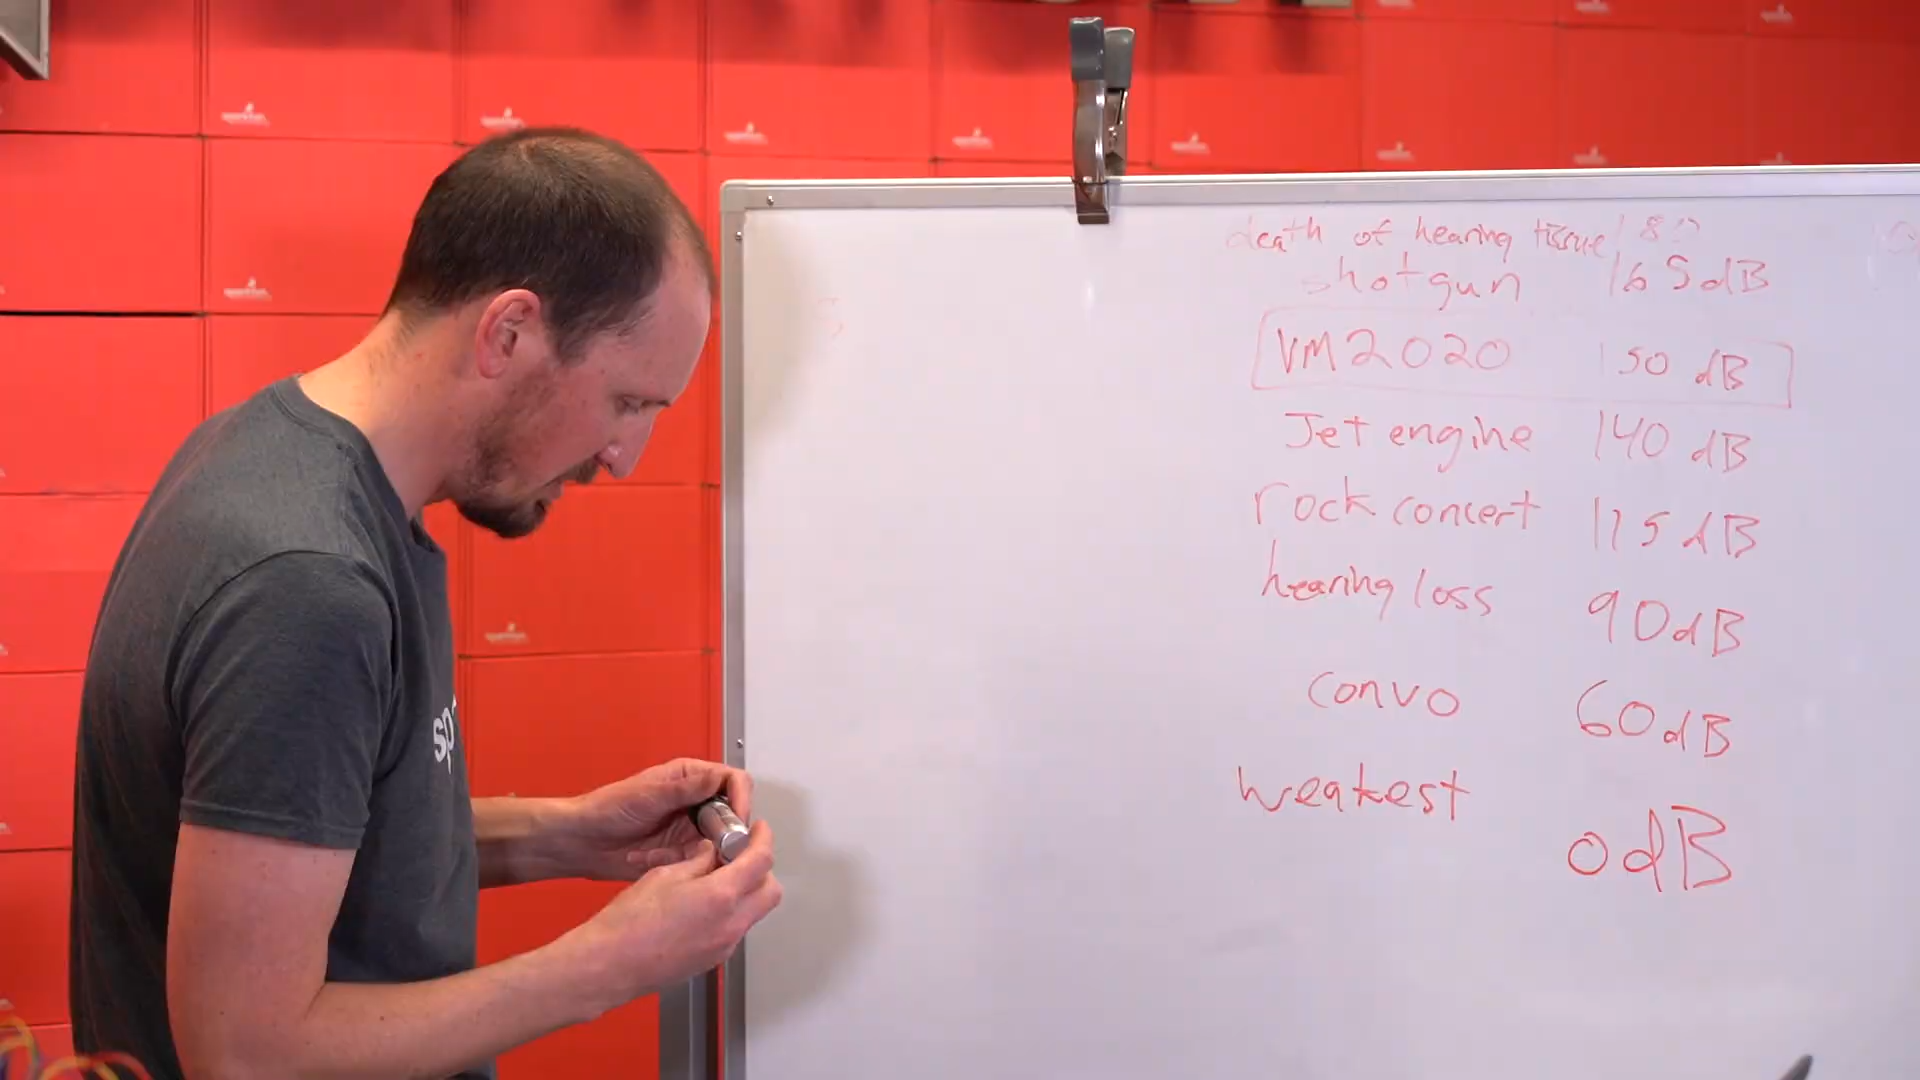 death of hearing tissue 180
shotgun 165dB
VM2020 150 dB
Jet engine 140 dB
rock concert 115dB
hearing loss 90dB
convo 60dB
weakest
0dB
sp